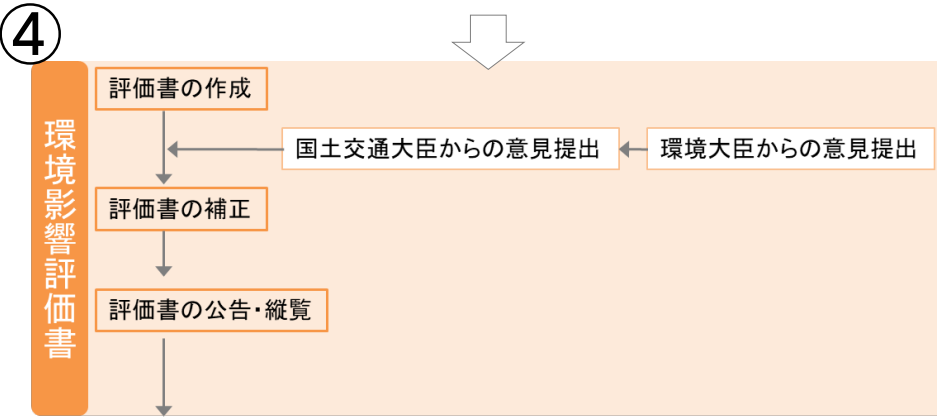 ④
環境影響評価書
評価書の作成
国土交通大臣からの意見提出
環境大臣からの意見提出
評価書の補正
評価書の公告・縦覧